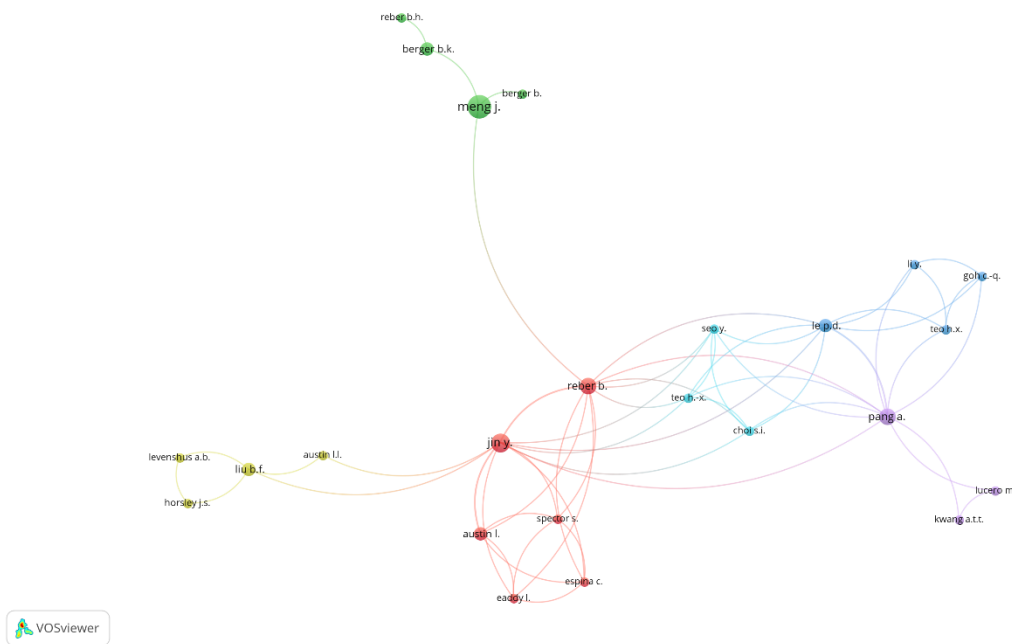 reber b.h.
berger b.k.
berger b.
meng j.
li y.
goh c.-q.
seo y.
le p.d.
teo h.x.
reber b.
teo h.-x.
pang a.
choi s.i.
jin y.
austin l.l.
levenshus a.b.
liu b.f.
lucero m
horsley j.s.
spector s.
kwang a.t.t.
austin l.
espina c.
eaddy l.
VOSviewer